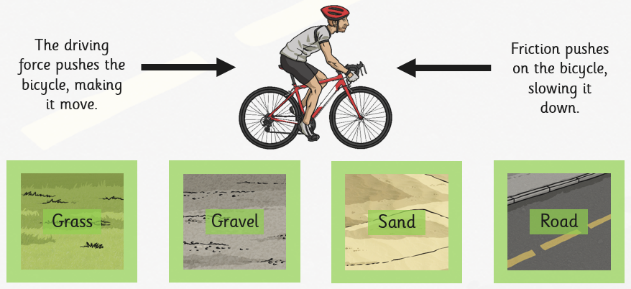 The driving
force pushes the
bicycle, making
it move.
Friction pushes
on the bicycle,
slowing it
down.
Grass
Gravel
Sand
Road